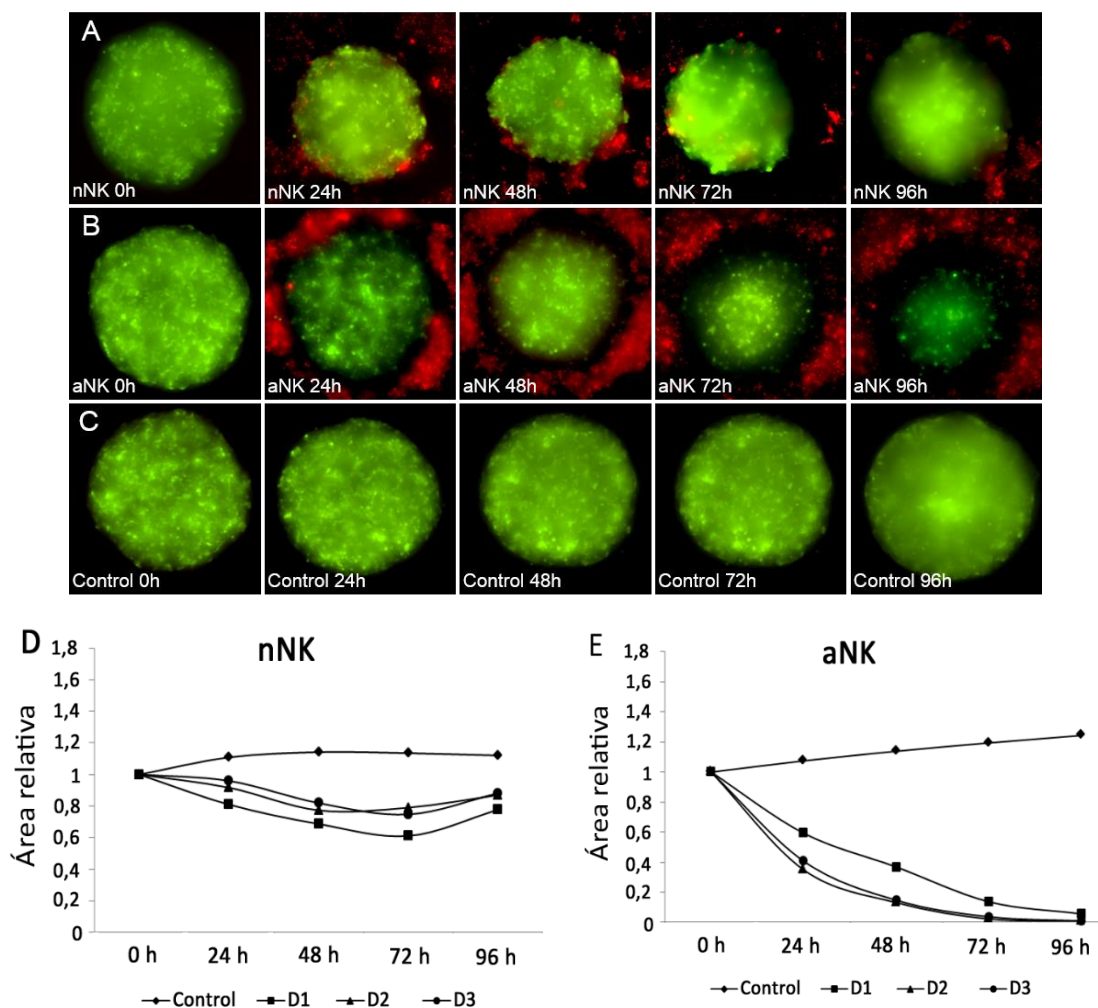 A
nNK 0h
nNK 24h
nNK 48h
nNK 72h
nNK 96h
B
aNK 0h
aNK 24h
aNK 48h
aNK 72h
aNK 96h
C
Control 0h
Control 24h
Control 48h
Control 72h
Control 96h
D
nNK
Área relativa
1,8
1,6
1,4
1,2
1
0,8
0,6
0,4
0,2
0
0 h 24 h 48 h 72 h 96 h
Control D1 D2 D3
E
aNK
Área relativa
1,8
1,6
1,4
1,2
1
0,8
0,6
0,4
0,2
0
0 h 24 h 48 h 72 h 96 h
Control D1 D2 D3